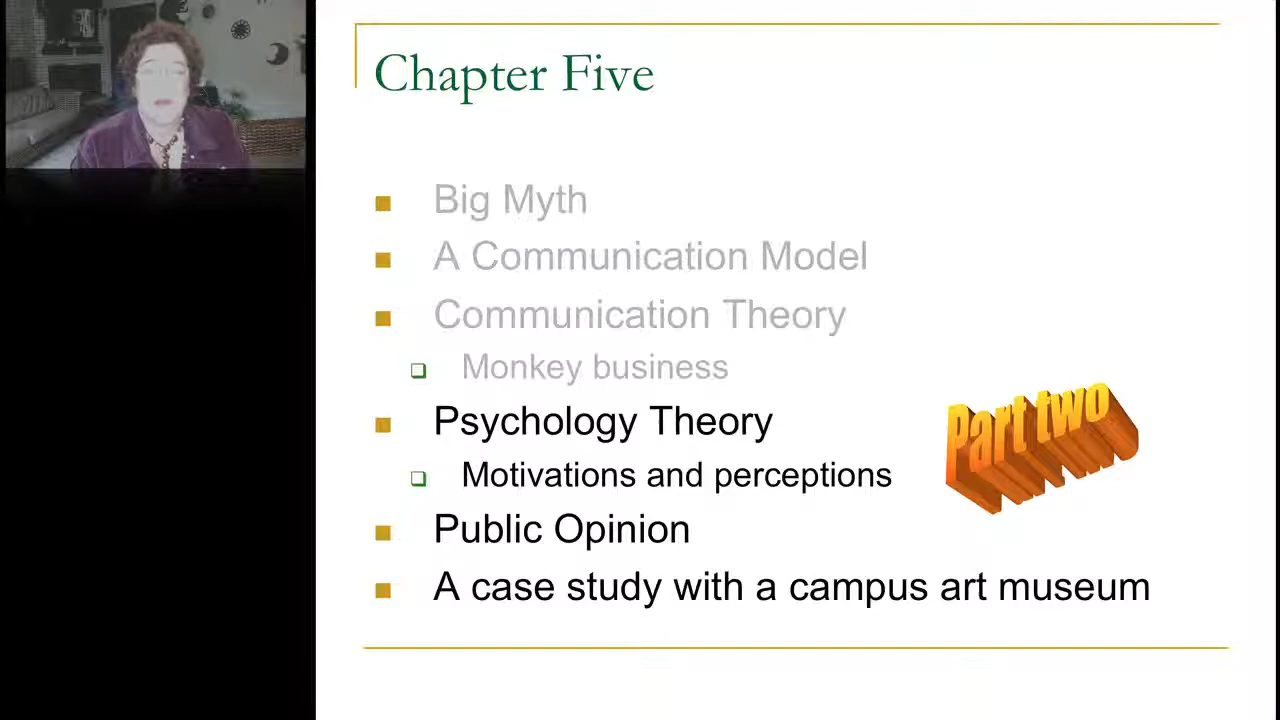 Chapter Five
Big Myth
A Communication Model
Communication Theory
Monkey business
Psychology Theory
Motivations and perceptions
Part two
Public Opinion
A case study with a campus art museum